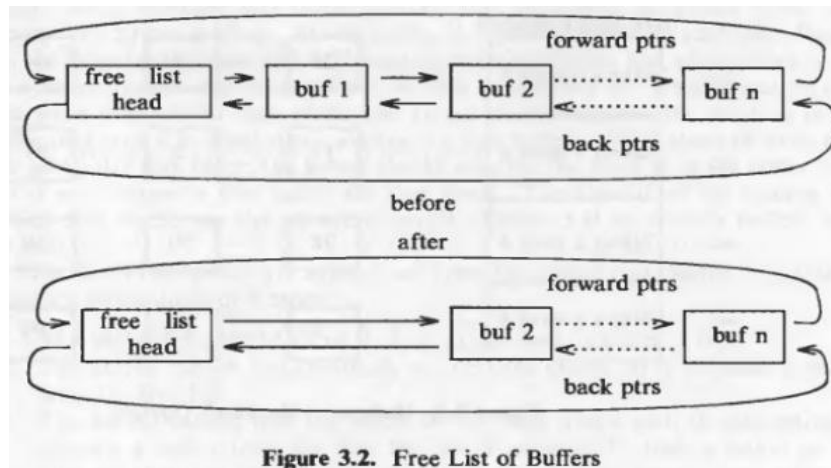 forward ptrs
free list
head
buf 1
buf 2
buf n
back ptrs
before
after
forward ptrs
free list
head
buf 2
buf n
back ptrs
Figure 3.2. Free List of Buffers